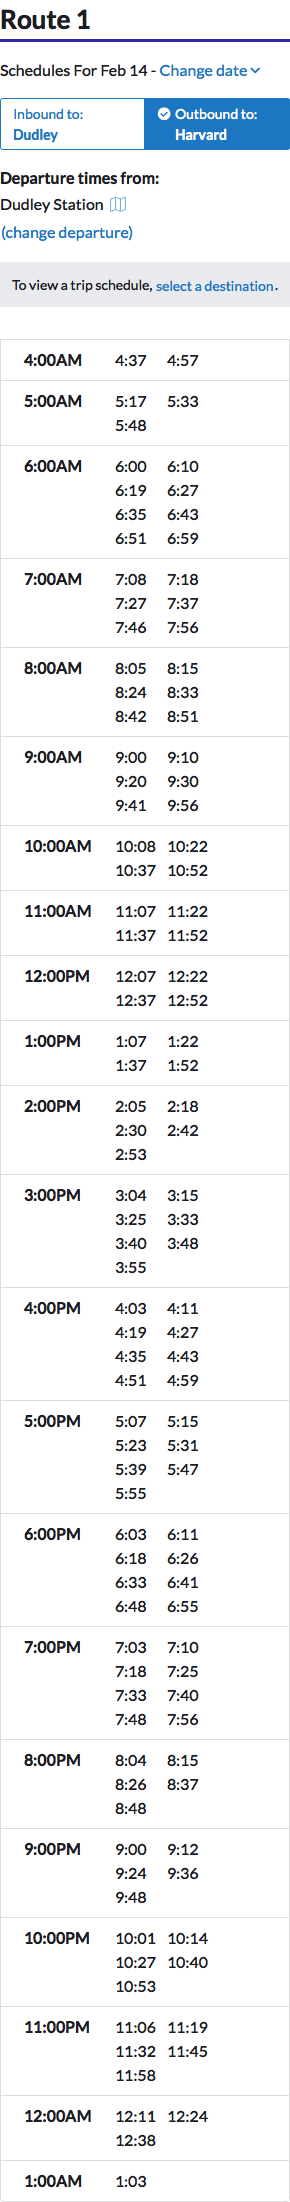 Route 1
Schedules For Feb 14 - Change date
Inbound to: Outbound to:
Dudley Harvard
Departure times from:
Dudley Station
(change departure)
To view a trip schedule, select a destination.
4:00AM 4:37 4:57
5:00AM 5:17 5:33
5:48
6:00AM 6:00 6:10
6:19 6:27
6:35 6:43
6:51 6:59
7:00AM 7:08 7:18
7:27 7:37
7:46 7:56
8:00AM 8:05 8:15
8:24 8:33
8:42 8:51
9:00AM 9:00 9:10
9:20 9:30
9:41 9:56
10:00AM 10:08 10:22
10:37 10:52
11:00AM 11:07 11:22
11:37 11:52
12:00PM 12:07 12:22
12:37 12:52
1:00PM 1:07 1:22
1:37 1:52
2:00PM 2:05 2:18
2:30 2:42
2:53
3:00PM 3:04 3:15
3:25 3:33
3:40 3:48
3:55
4:00PM 4:03 4:11
4:19 4:27
4:35 4:43
4:51 4:59
5:00PM 5:07 5:15
5:23 5:31
5:39 5:47
5:55
6:00PM 6:03 6:11
6:18 6:26
6:33 6:41
6:48 6:55
7:00PM 7:03 7:10
7:18 7:25
7:33 7:40
7:48 7:56
8:00PM 8:04 8:15
8:26 8:37
8:48
9:00PM 9:00 9:12
9:24 9:36
9:48
10:00PM 10:01 10:14
10:27 10:40
10:53
11:00PM 11:06 11:19
11:32 11:45
11:58
12:00AM 12:11 12:24
12:38
1:00AM 1:03